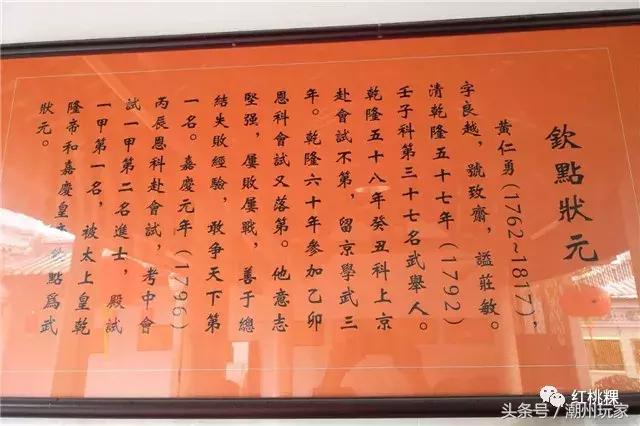 欽點狀元
黃仁勇(1762~1817),
字良越,號致齋,謚莊敏。
清乾隆五十七年(1792)
壬子科第三十七名武舉人。
乾隆五十八年癸丑科上京
赴會試不第,留京學武三
年。乾隆六十年參加乙卯
恩科會試又落第。他意志
堅强,屢敗屢戰,善于總
結失敗經驗,敢争天下第
一名。嘉慶元年(1796)
丙辰恩科赴會試,考中會
試一甲第二名進士,殿試
一甲第一名,被太上皇乾
隆帝和嘉慶皇帝欽點爲武
狀元。
红桃粿
头条号/潮州玩家